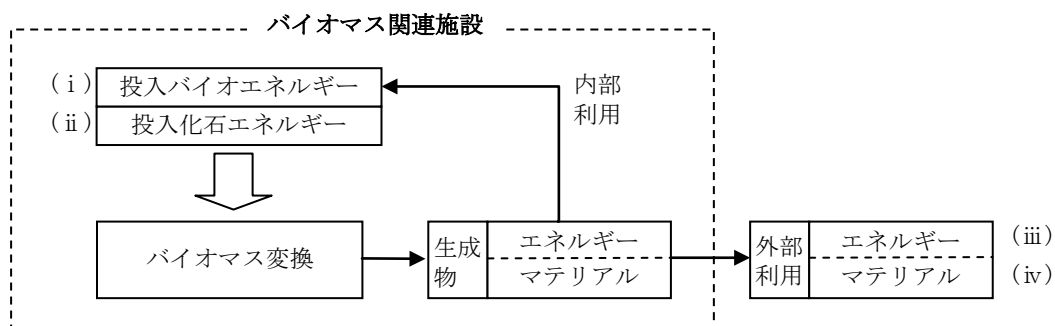 バイオマス関連施設
(ⅰ) 投入バイオエネルギー
(ⅱ) 投入化石エネルギー
内部
利用
バイオマス変換
生成
物
エネルギー
マテリアル
外部
利用
エネルギー (ⅲ)
マテリアル (ⅳ)